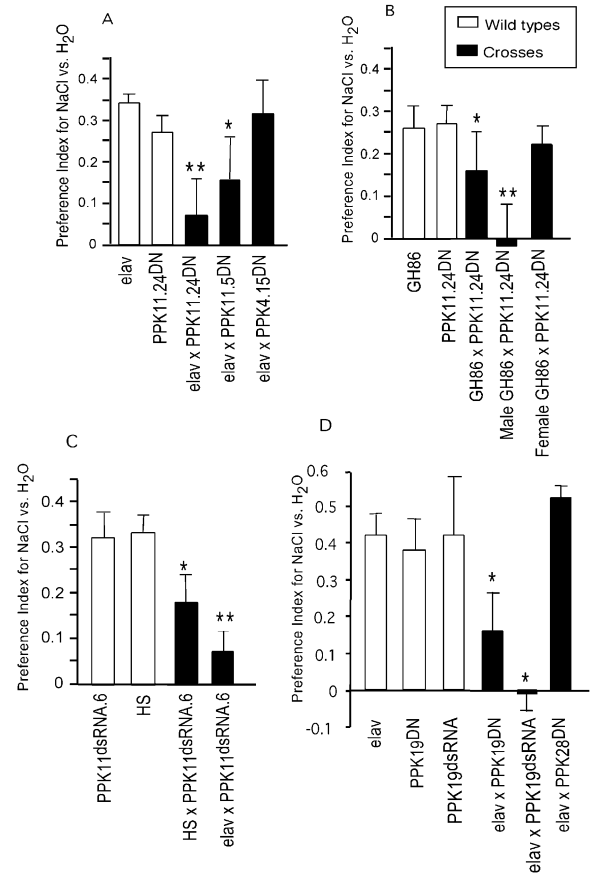 A
Preference Index for NaCl vs. H2O
0.4
0.3
0.2
0.1
0
**
*
elav
PPK11.24DN
elav x PPK11.24DN
elav x PPK11.5DN
elav x PPK4.15DN
B
Wild types
Crosses
Preference Index for NaCl vs. H2O
0.4
0.3
0.2
0.1
0
*
**
GH86
PPK11.24DN
GH86 x PPK11.24DN
Male GH86 x PPK11.24DN
Female GH86 x PPK11.24DN
C
Preference Index for NaCl vs. H2O
0.4
0.3
0.2
0.1
0
*
**
PPK11dsRNA.6
HS
HS x PPK11dsRNA.6
elav x PPK11dsRNA.6
D
Preference Index for NaCl vs. H2O
0.6
0.5
0.4
0.3
0.2
0.1
0
-0.1
*
*
elav
PPK19DN
PPK19dsRNA
elav x PPK19DN
elav x PPK19dsRNA
elav x PPK28DN